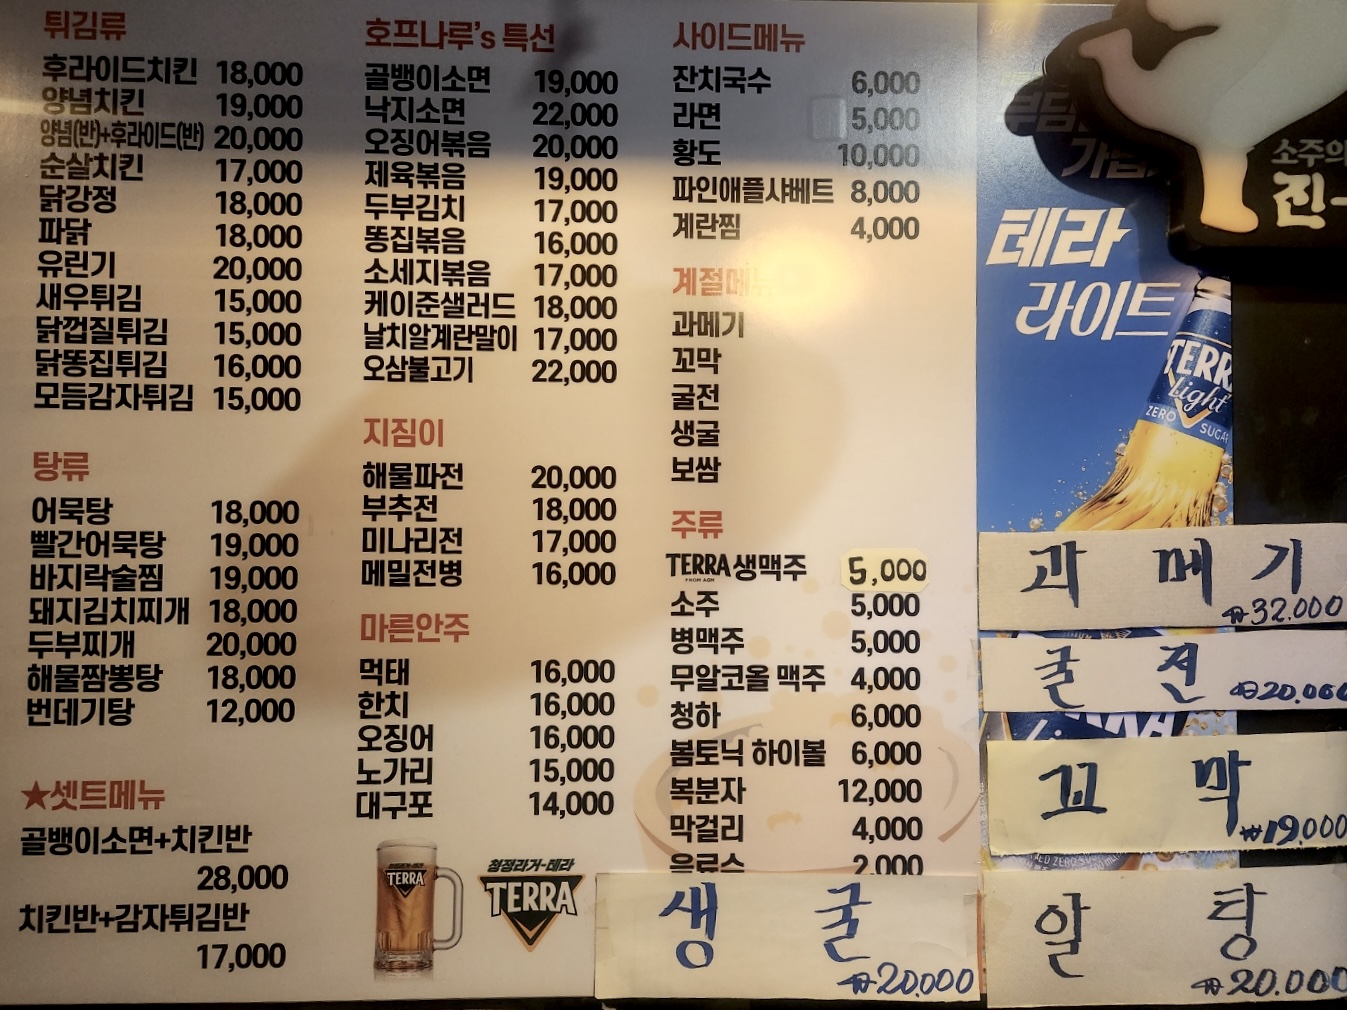 튀김류
후라이드치킨 18,000
양념치킨 19,000
양념(반)+후라이드(반) 20,000
순살치킨 17,000
닭강정 18,000
파닭 18,000
유린기 20,000
새우튀김 15,000
닭껍질튀김 15,000
닭똥집튀김 16,000
모듬감자튀김 15,000
탕류
어묵탕 18,000
빨간어묵탕 19,000
바지락술찜 19,000
돼지김치찌개 18,000
두부찌개 20,000
해물짬뽕탕 18,000
번데기탕 12,000
★셋트메뉴
골뱅이소면+치킨반
28,000
치킨반+감자튀김반
17,000
호프나루's 특선
골뱅이소면 19,000
낙지소면 22,000
오징어볶음 20,000
제육볶음 19,000
두부김치 17,000
똥집볶음 16,000
소세지볶음 17,000
케이준샐러드 18,000
날치알계란말이 17,000
오삼불고기 22,000
지짐이
해물파전 20,000
부추전 18,000
미나리전 17,000
메밀전병 16,000
마른안주
먹태 16,000
한치 16,000
오징어 16,000
노가리 15,000
대구포 14,000
TERRA
청정라거-테라
TERRA
사이드메뉴
잔치국수 6,000
라면 5,000
황도 10,000
파인애플샤베트 8,000
계란찜 4,000
계절메뉴
과메기
꼬막
굴전
생굴
보쌈
주류
TERRA 생맥주 5,000
FROM AGM
소주 5,000
병맥주 5,000
무알코올 맥주 4,000
청하 6,000
봄토닉 하이볼 6,000
복분자 12,000
막걸리 4,000
음료수 2,000
생굴
₩20,000
소주의
진
테라
라이트
TERRA
Light
ZERO SUGAR
과메기
₩32.000
굴전 ₩20.000
꼬막
₩19.000
알탕
₩20.000